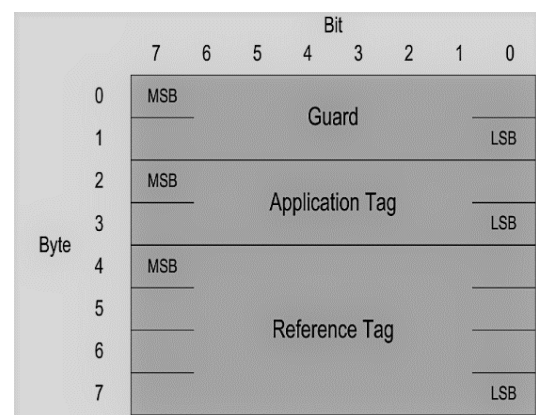 Bit
7 6 5 4 3 2 1 0
0 MSB
Guard
1 LSB
2 MSB
Application Tag
3 LSB
Byte
4 MSB
5
Reference Tag
6
7 LSB